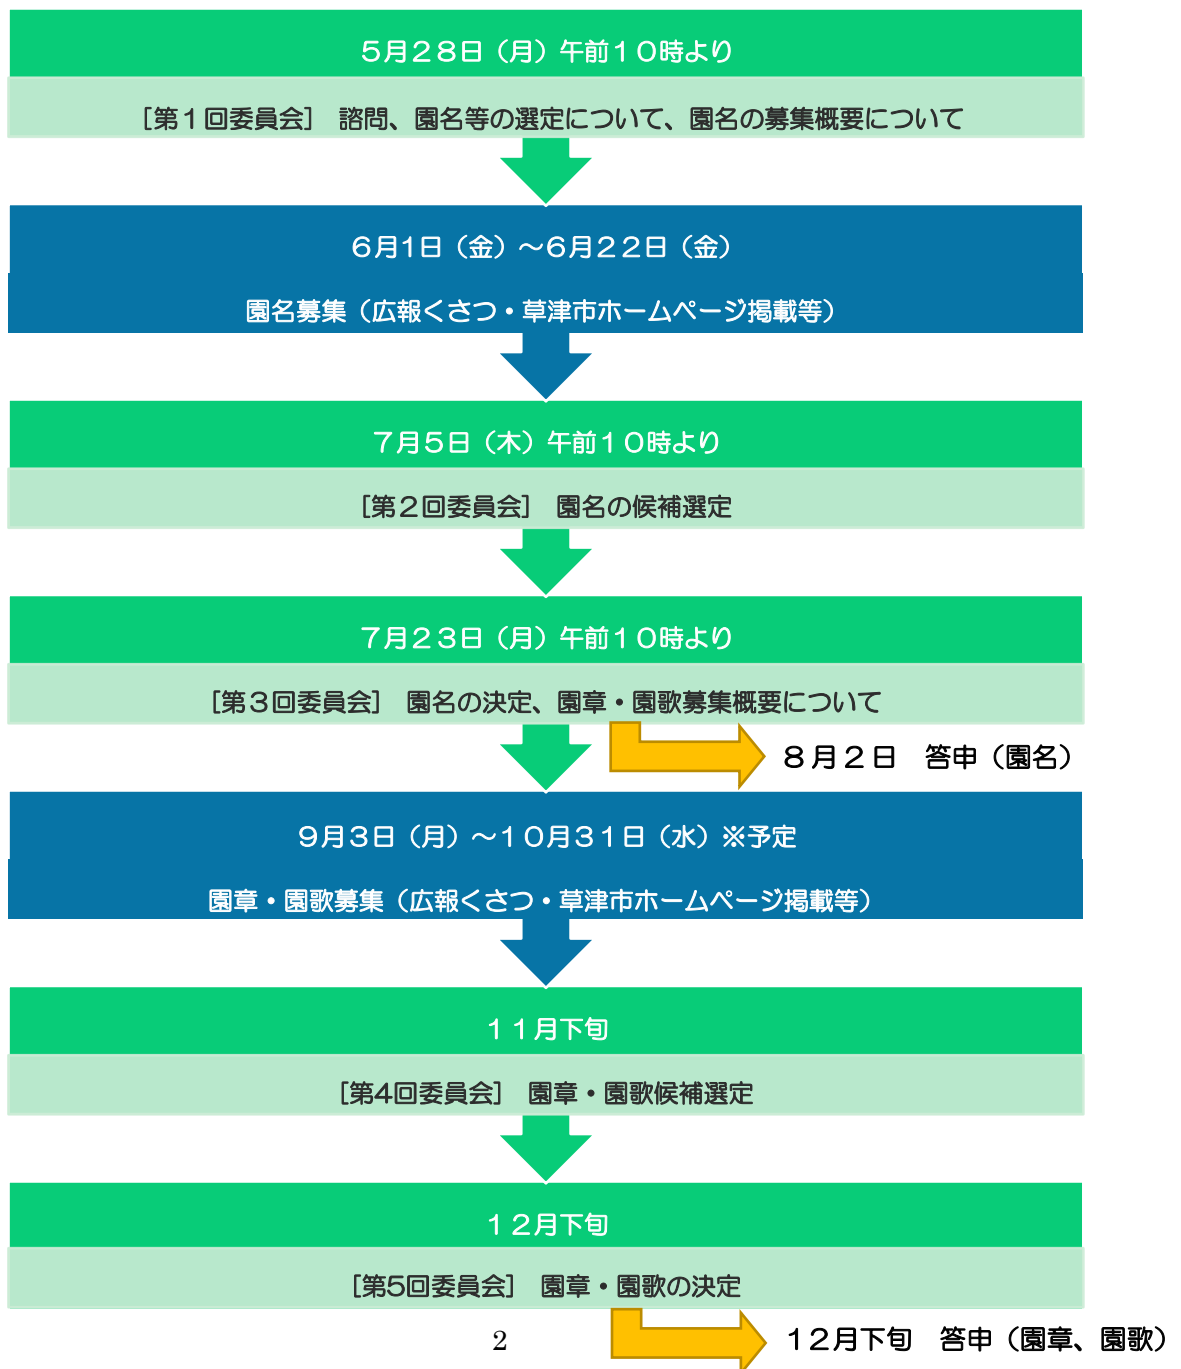 ５月２８日（月）午前１０時より
［第１回委員会］　諮問、園名等の選定について、園名の募集概要について
６月1日（金）～６月２２日（金）
園名募集（広報くさつ・草津市ホームページ掲載等）
７月５日（木）午前１０時より
［第２回委員会］　園名の候補選定
７月２３日（月）午前１０時より
［第３回委員会］　園名の決定、園章・園歌募集概要について
８月２日　答申（園名）
９月３日（月）～１０月３１日（水）※予定
園章・園歌募集（広報くさつ・草津市ホームページ掲載等）
１１月下旬
［第4回委員会］　園章・園歌候補選定
１２月下旬
［第5回委員会］　園章・園歌の決定
１２月下旬　答申（園章、園歌）
2